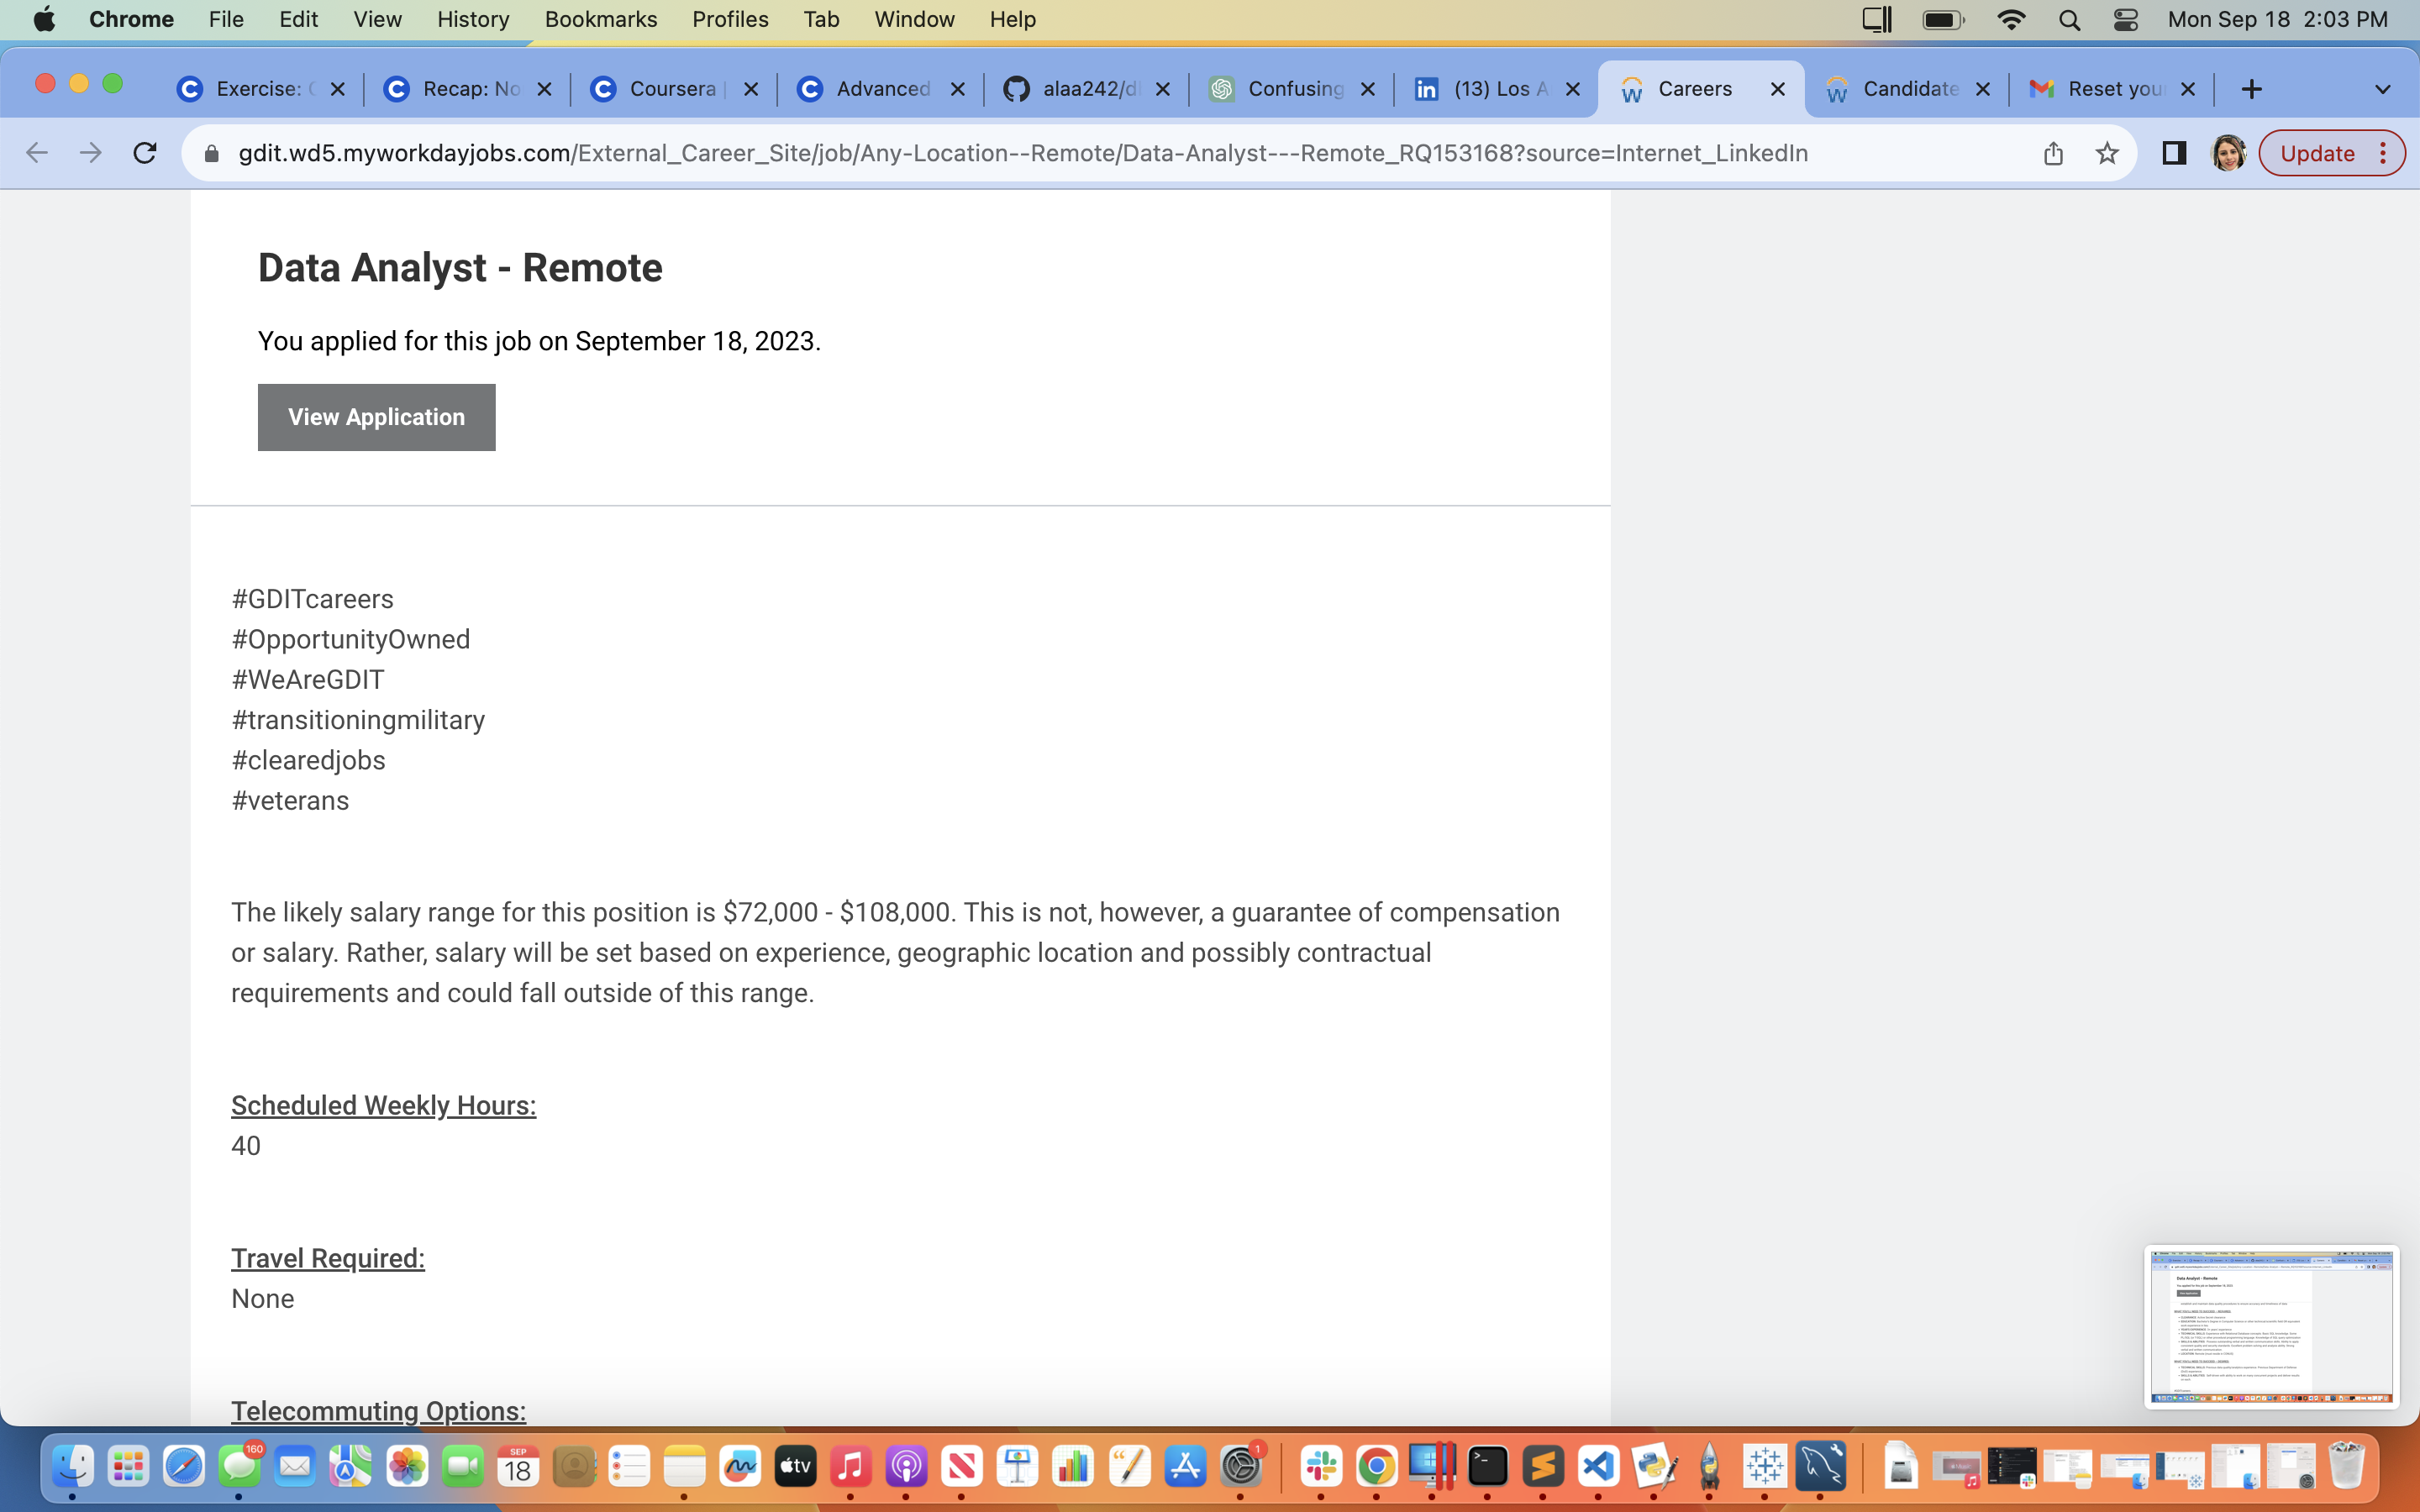 Chrome File Edit View History Bookmarks Profiles Tab Window Help Mon Sep 18 2:03 PM
Exercise: Recap: No Coursera Advanced alaa242/d Confusing (13) Los A Careers Candidate Reset you
gdit.wd5.myworkdayjobs.com/External_Career_Site/job/Any-Location--Remote/Data-Analyst---Remote_RQ153168?source=Internet_LinkedIn Update
Data Analyst - Remote
You applied for this job on September 18, 2023.
View Application
#GDITcareers
#OpportunityOwned
#WeAreGDIT
#transitioningmilitary
#clearedjobs
#veterans
The likely salary range for this position is $72,000 - $108,000. This is not, however, a guarantee of compensation
or salary. Rather, salary will be set based on experience, geographic location and possibly contractual
requirements and could fall outside of this range.
Scheduled Weekly Hours:
40
Travel Required:
None
Telecommuting Options:
Data Analyst - Remote
160
SEP
18
tv
1